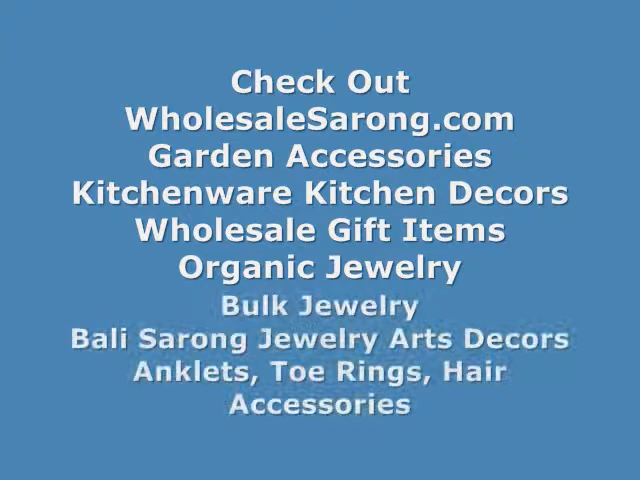 Check Out
WholesaleSarong.com
Garden Accessories
Kitchenware Kitchen Decors
Wholesale Gift Items
Organic Jewelry
Bulk Jewelry
Bali Sarong Jewelry Arts Decors
Anklets, Toe Rings, Hair
Accessories